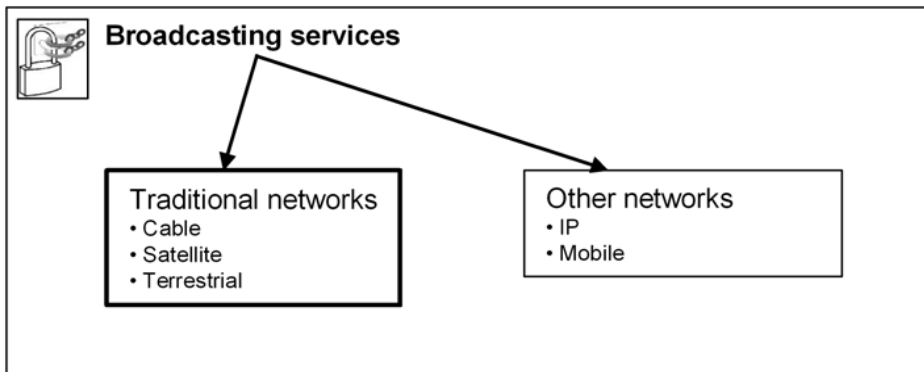 Broadcasting services
Traditional networks
• Cable
• Satellite
• Terrestrial
Other networks
• IP
• Mobile